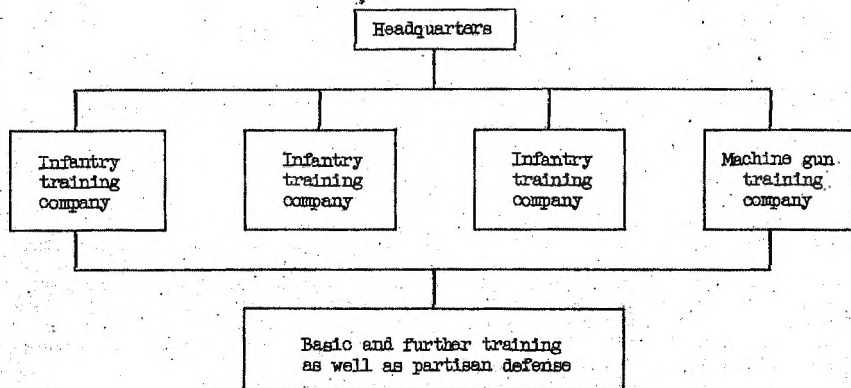 Headquarters
Infantry
training
company
Infantry
training
company
Infantry
training
company
Machine gun
training
company
Basic and further training
as well as partisan defense